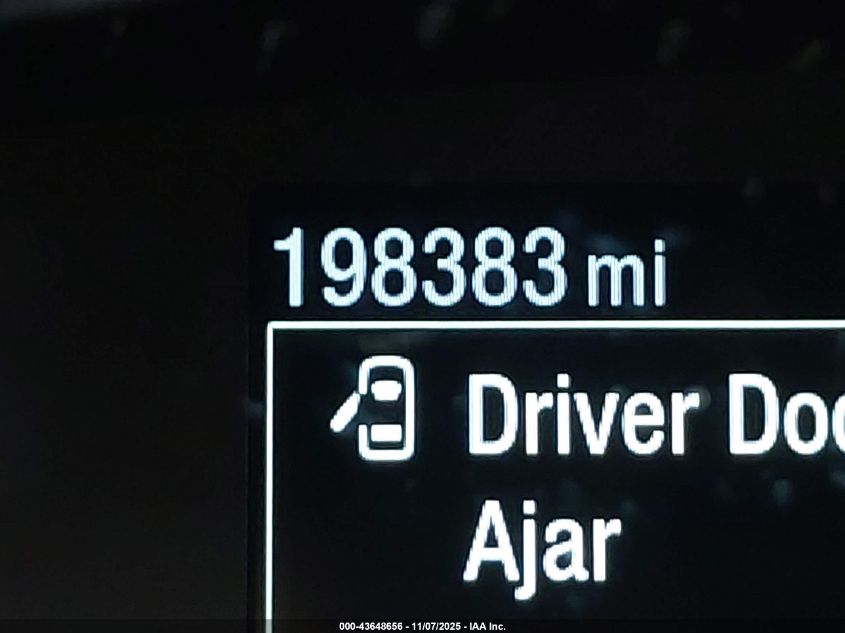 198383 mi
Driver Doo
Ajar
000-43648656 - 11/07/2025 - IAA Inc.